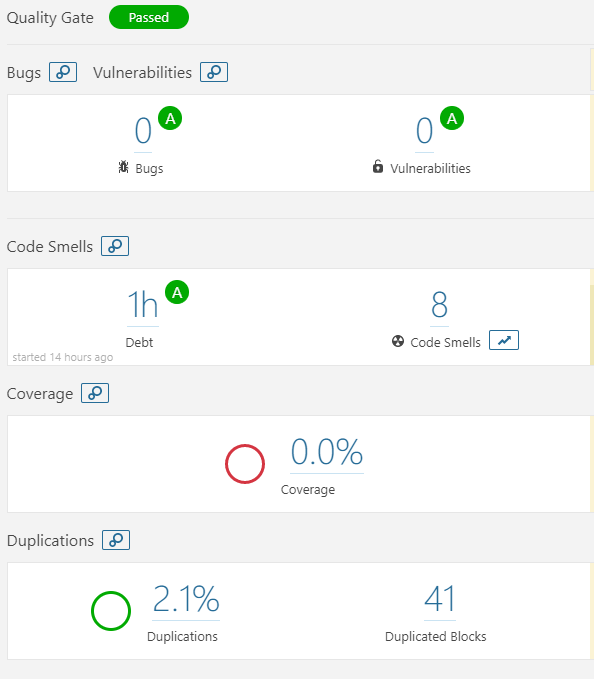 Quality Gate Passed
Bugs Vulnerabilities
0 A 0 A
Bugs Vulnerabilities
Code Smells
1h A 8
Debt Code Smells
started 14 hours ago
Coverage
0.0%
Coverage
Duplications
2.1% 41
Duplications Duplicated Blocks